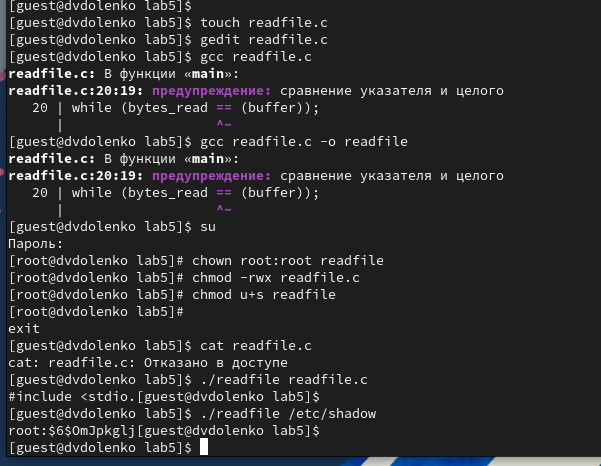 [guest@dvdolenko lab5]$
[guest@dvdolenko lab5]$ touch readfile.c
[guest@dvdolenko lab5]$ gedit readfile.c
[guest@dvdolenko lab5]$ gcc readfile.c
readfile.c: В функции «main»:
readfile.c:20:19: предупреждение: сравнение указателя и целого
   20 | while (bytes_read == (buffer));
      |                   ^~
[guest@dvdolenko lab5]$ gcc readfile.c -o readfile
readfile.c: В функции «main»:
readfile.c:20:19: предупреждение: сравнение указателя и целого
   20 | while (bytes_read == (buffer));
      |                   ^~
[guest@dvdolenko lab5]$ su
Пароль:
[root@dvdolenko lab5]# chown root:root readfile
[root@dvdolenko lab5]# chmod -rwx readfile.c
[root@dvdolenko lab5]# chmod u+s readfile
[root@dvdolenko lab5]#
exit
[guest@dvdolenko lab5]$ cat readfile.c
cat: readfile.c: Отказано в доступе
[guest@dvdolenko lab5]$ ./readfile readfile.c
#include <stdio.[guest@dvdolenko lab5]$
[guest@dvdolenko lab5]$ ./readfile /etc/shadow
root:$6$OmJpkglj[guest@dvdolenko lab5]$
[guest@dvdolenko lab5]$